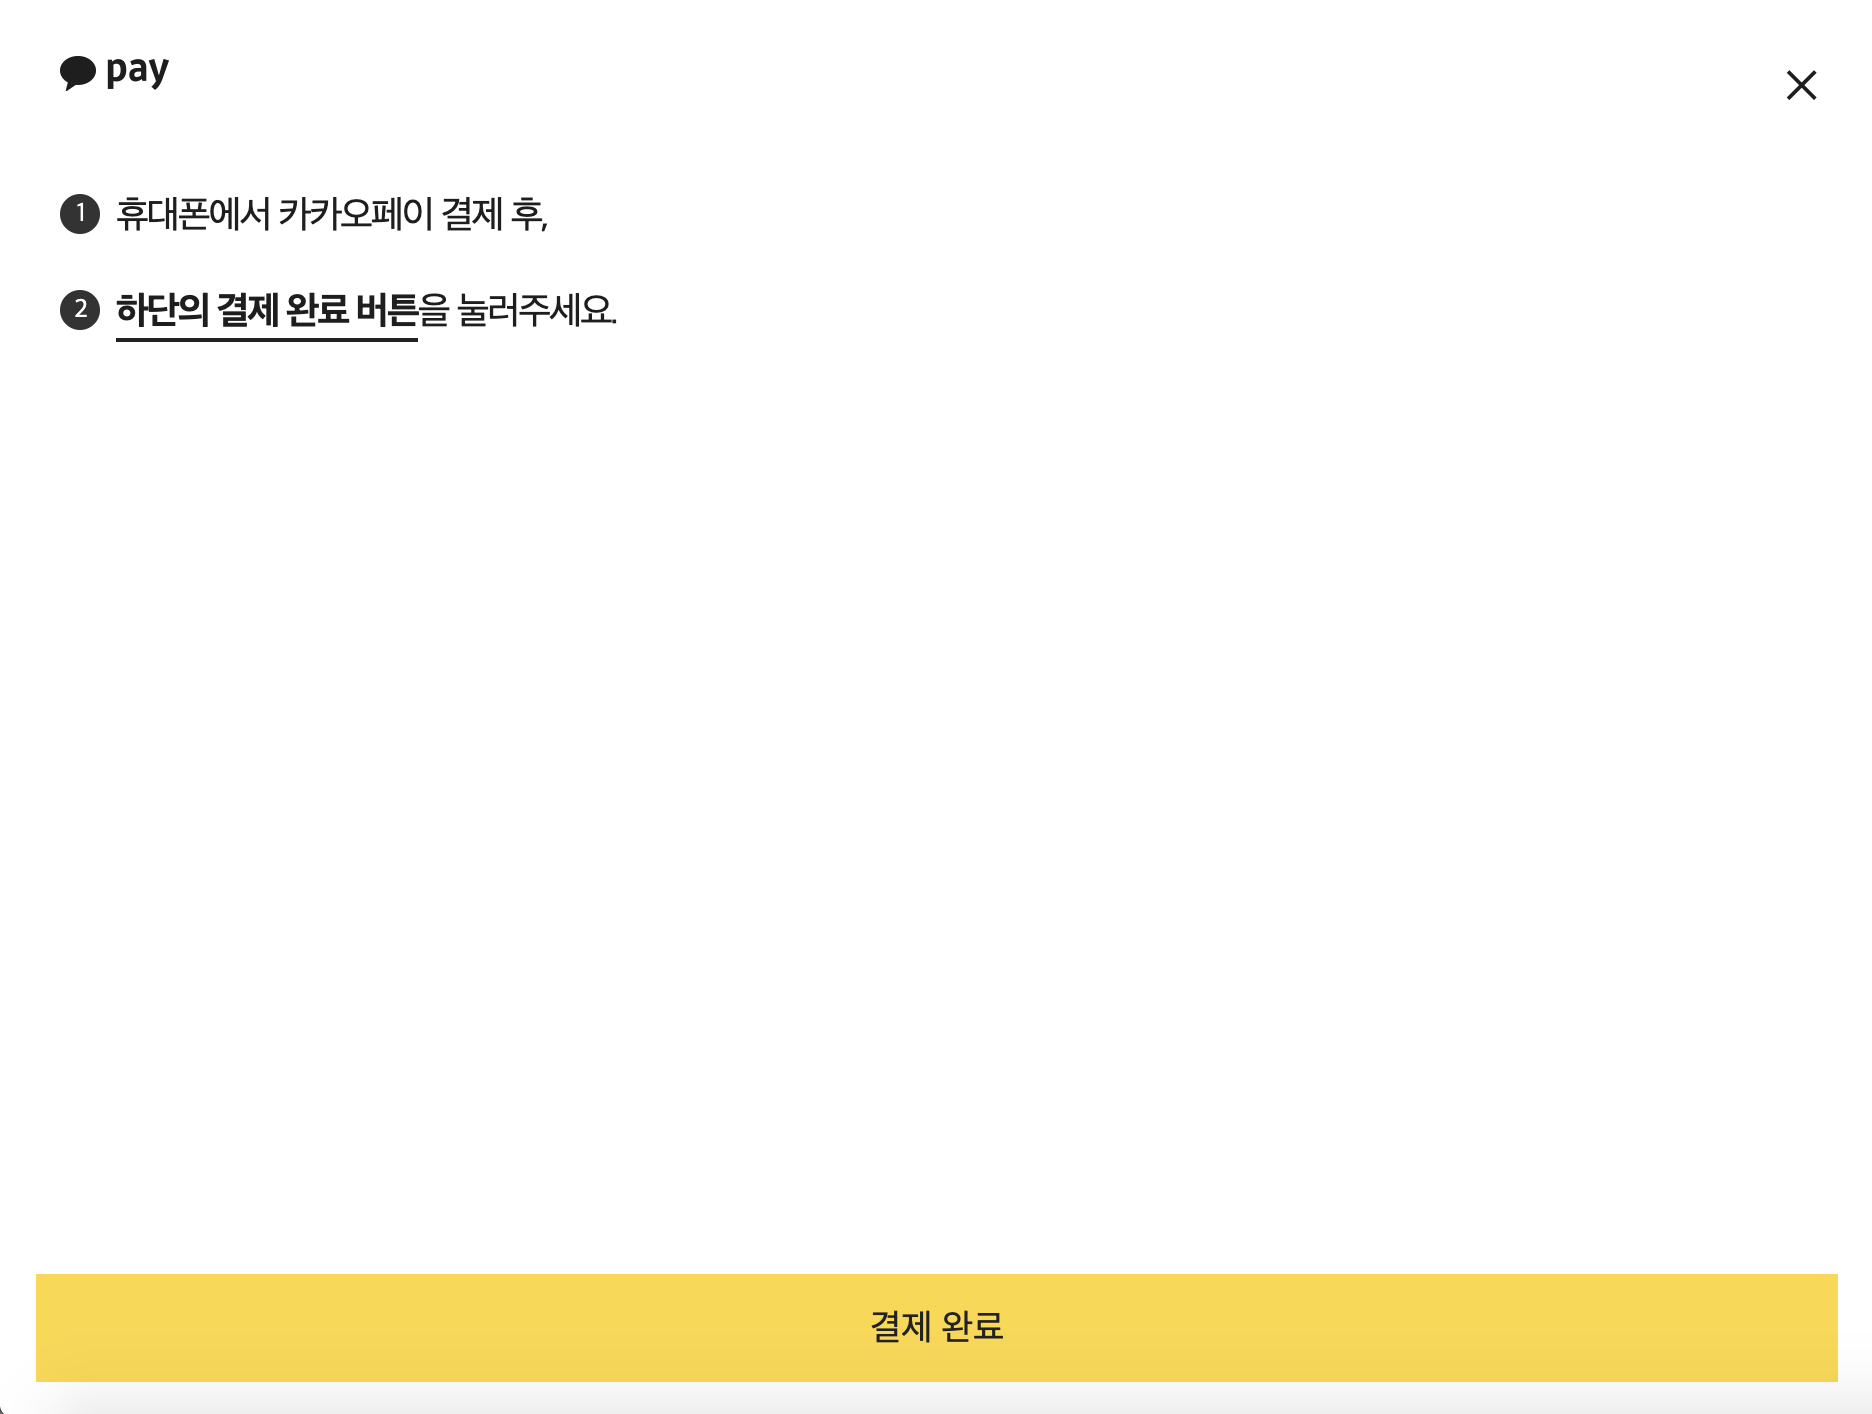 pay
1 휴대폰에서 카카오페이 결제 후,
2 하단의 결제 완료 버튼을 눌러주세요.
결제 완료